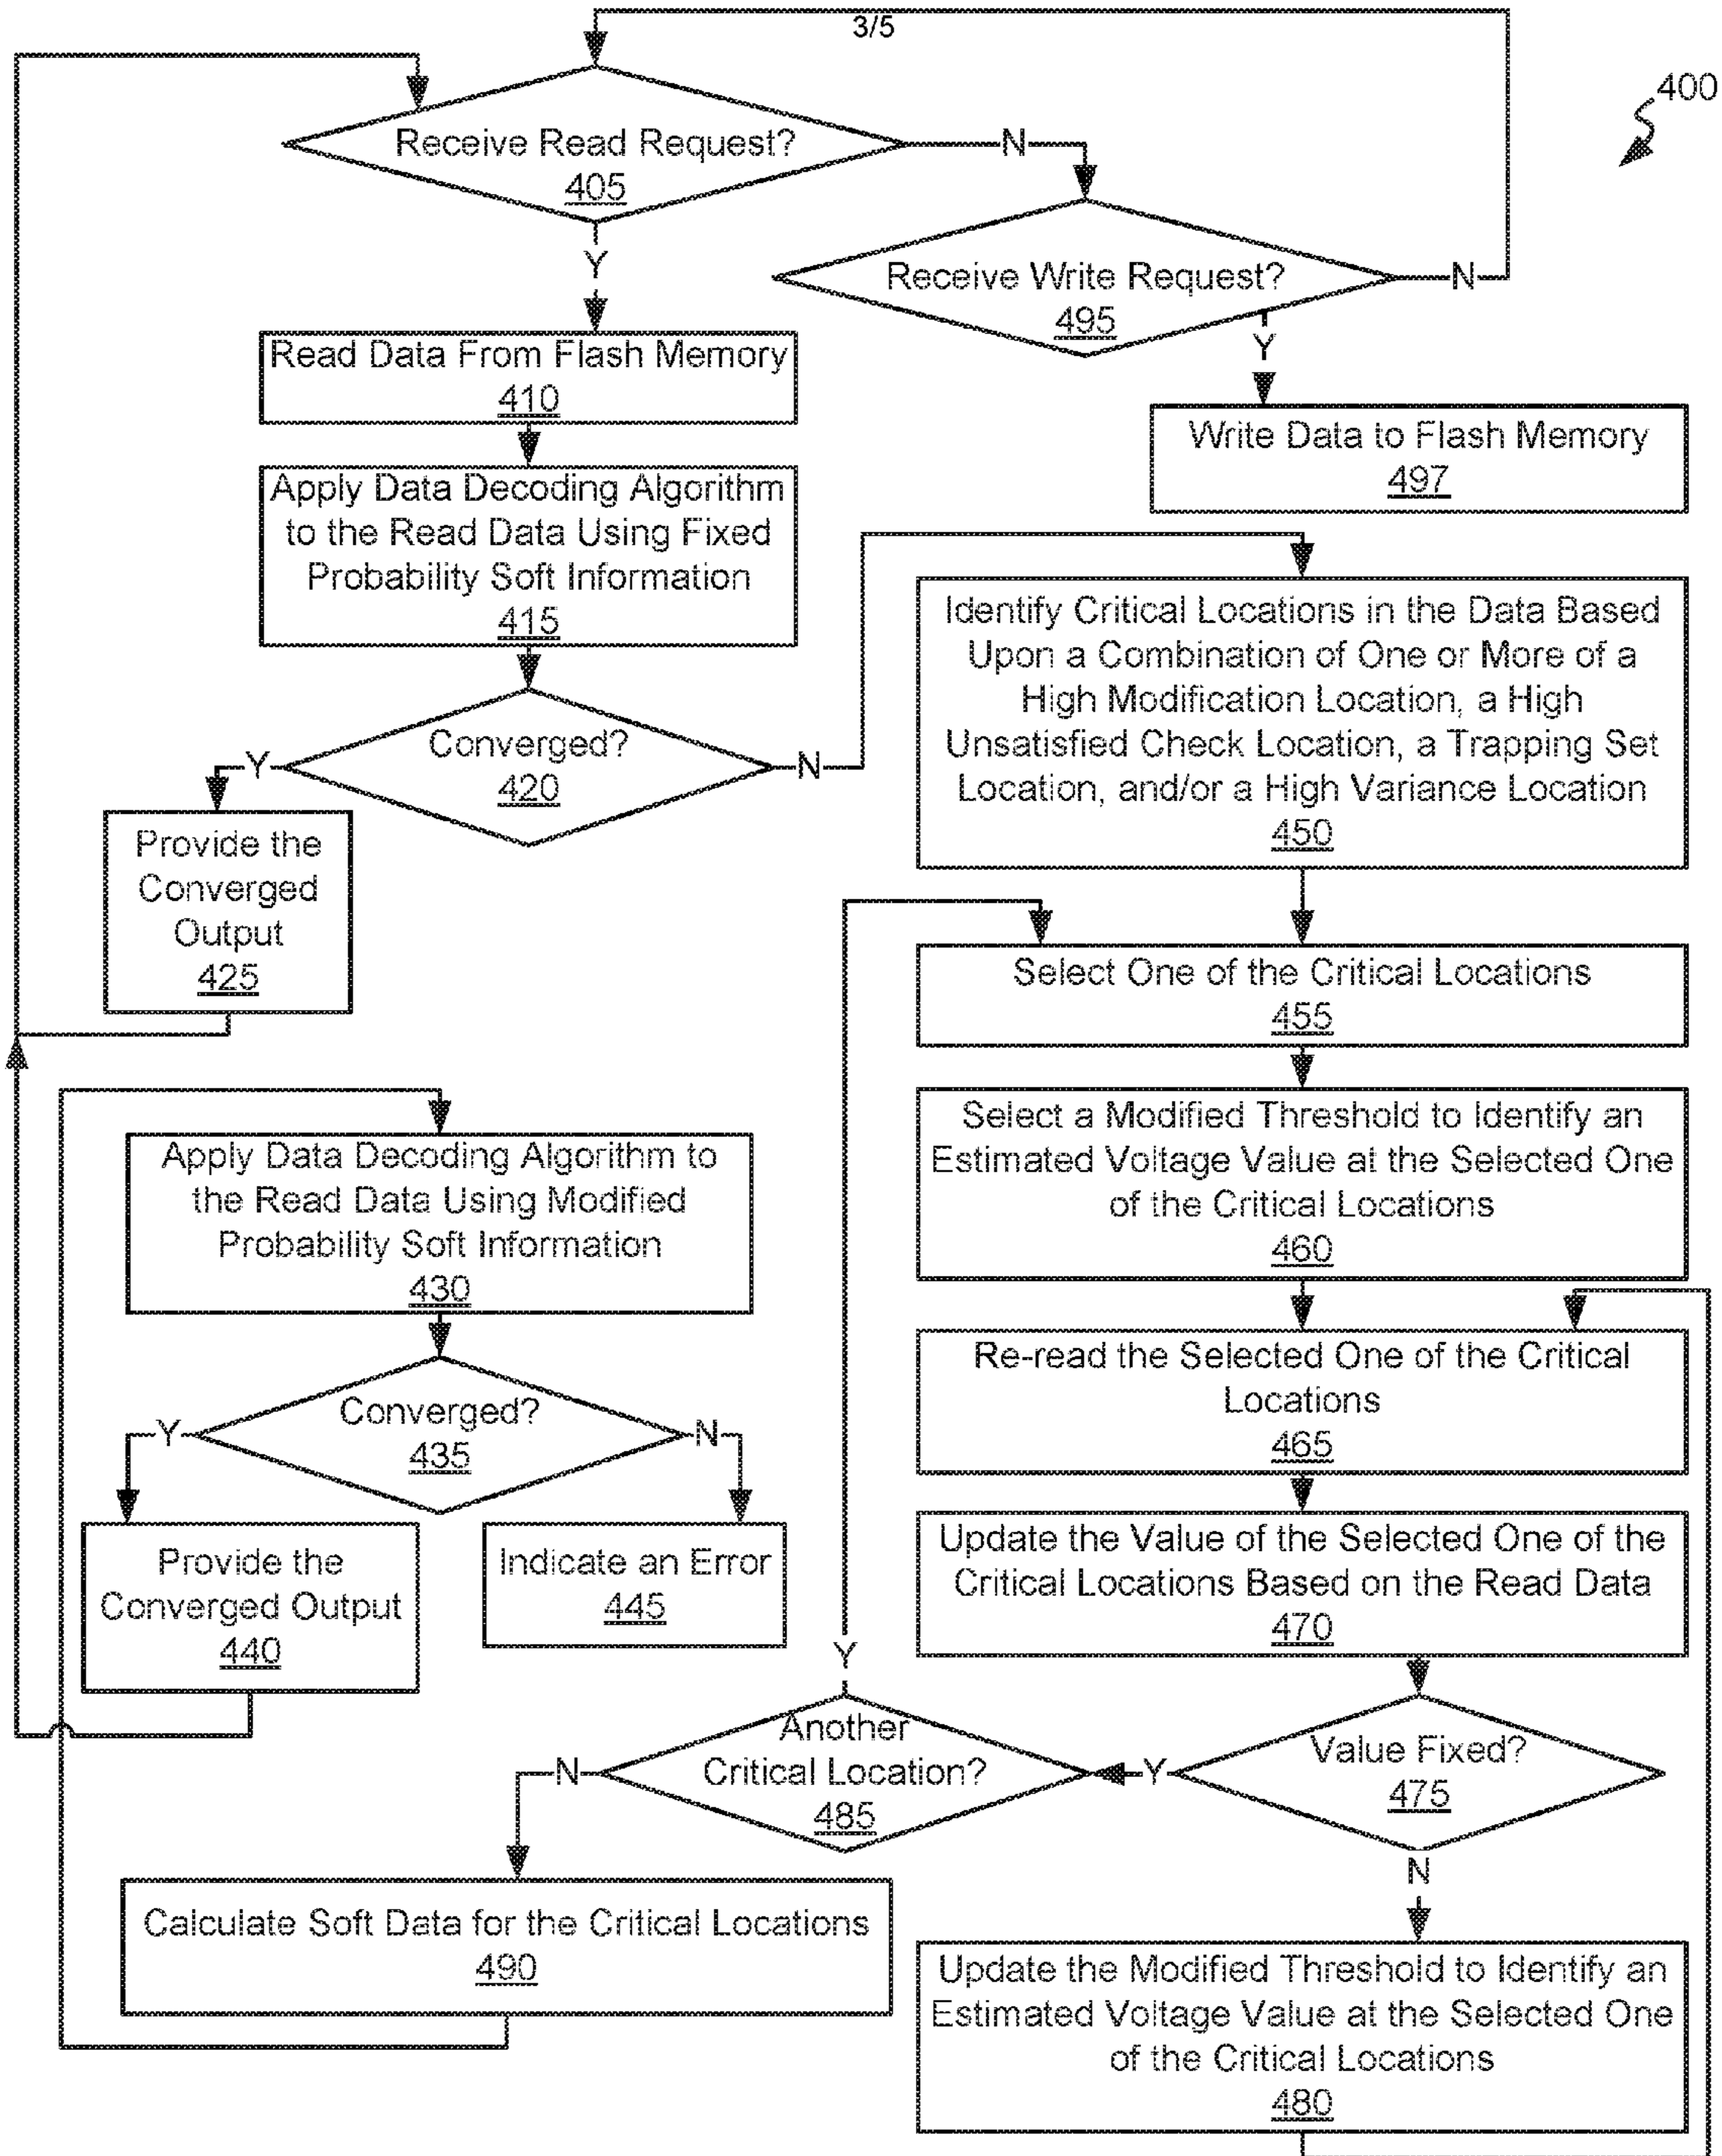 3/5
400
Receive Read Request?
405
N
Y
Receive Write Request?
495
N
Y
Read Data From Flash Memory
410
Write Data to Flash Memory
497
Apply Data Decoding Algorithm
to the Read Data Using Fixed
Probability Soft Information
415
Converged?
420
Y
N
Provide the
Converged
Output
425
Identify Critical Locations in the Data Based
Upon a Combination of One or More of a
High Modification Location, a High
Unsatisfied Check Location, a Trapping Set
Location, and/or a High Variance Location
450
Select One of the Critical Locations
455
Select a Modified Threshold to Identify an
Estimated Voltage Value at the Selected One
of the Critical Locations
460
Apply Data Decoding Algorithm to
the Read Data Using Modified
Probability Soft Information
430
Re-read the Selected One of the Critical
Locations
465
Converged?
435
Y
N
Provide the
Converged Output
440
Indicate an Error
445
Update the Value of the Selected One of the
Critical Locations Based on the Read Data
470
Value Fixed?
475
Y
N
Another
Critical Location?
485
Y
N
Calculate Soft Data for the Critical Locations
490
Update the Modified Threshold to Identify an
Estimated Voltage Value at the Selected One
of the Critical Locations
480